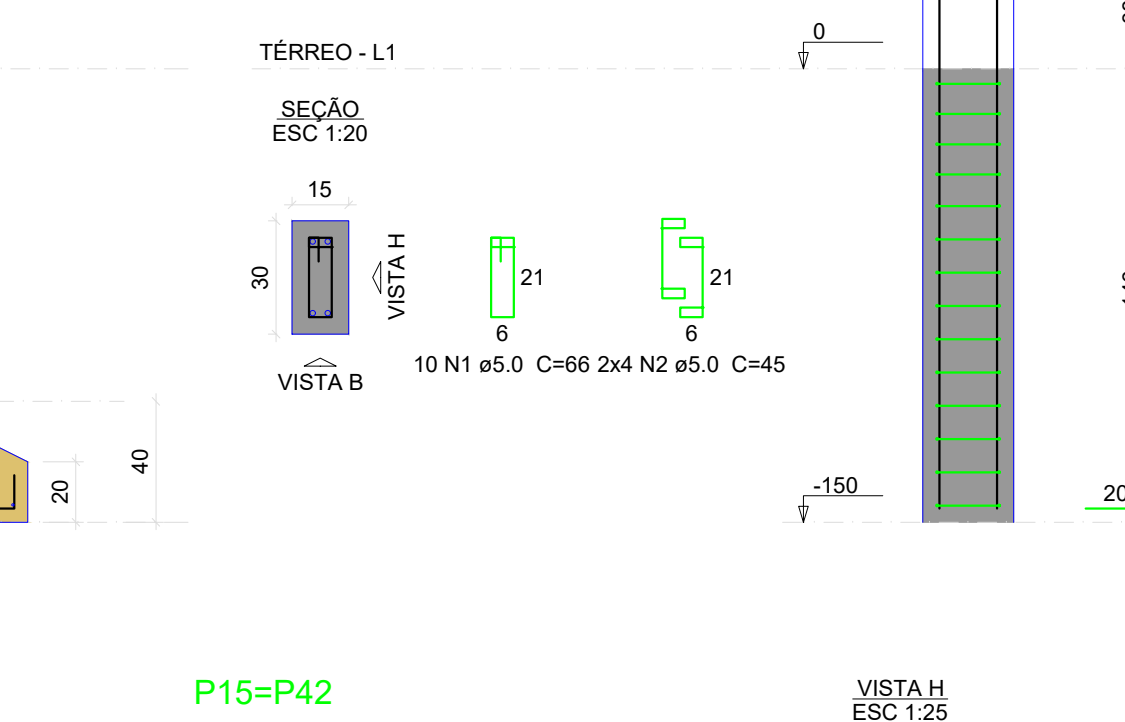 0
TÉRREO - L1
SEÇÃO
ESC 1:20
15
30
VISTA H
21
21
6
6
10 N1 ø5.0 C=66 2x4 N2 ø5.0 C=45
VISTA B
40
20
-150
20
P15=P42
VISTA H
ESC 1:25